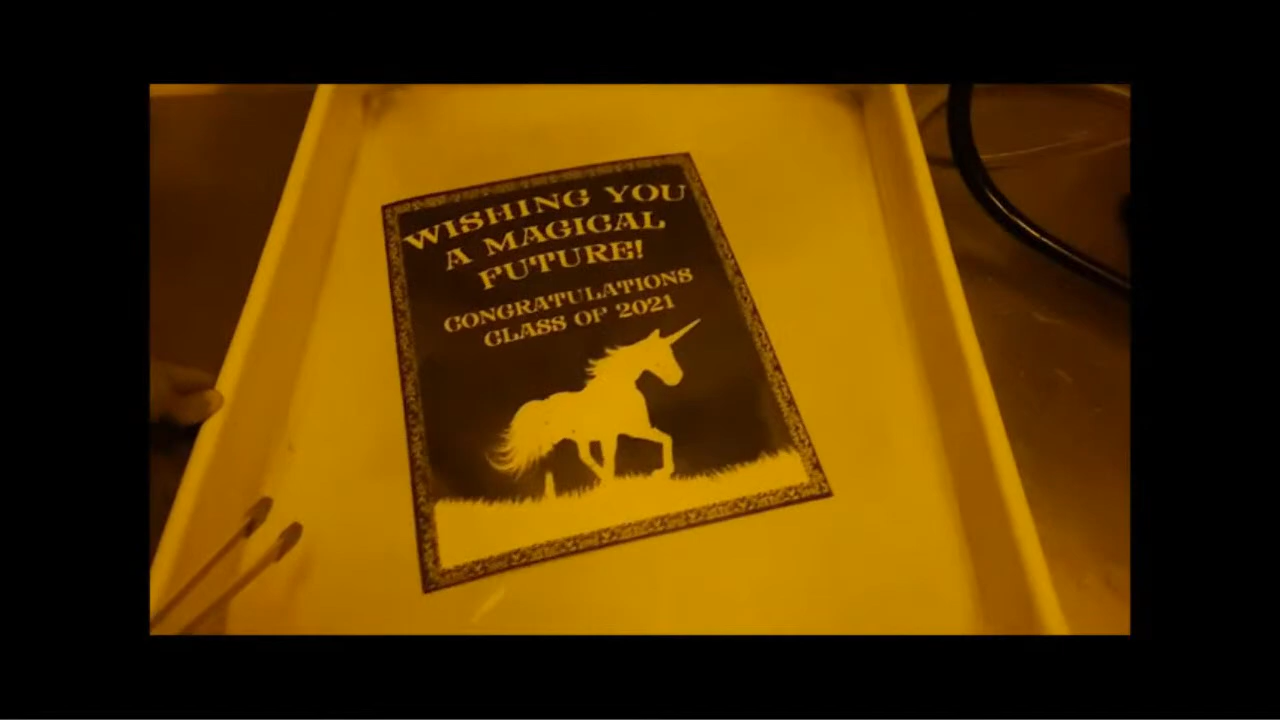 WISHING YOU
A MAGICAL
FUTURE!
CONGRATULATIONS
CLASS OF 2021